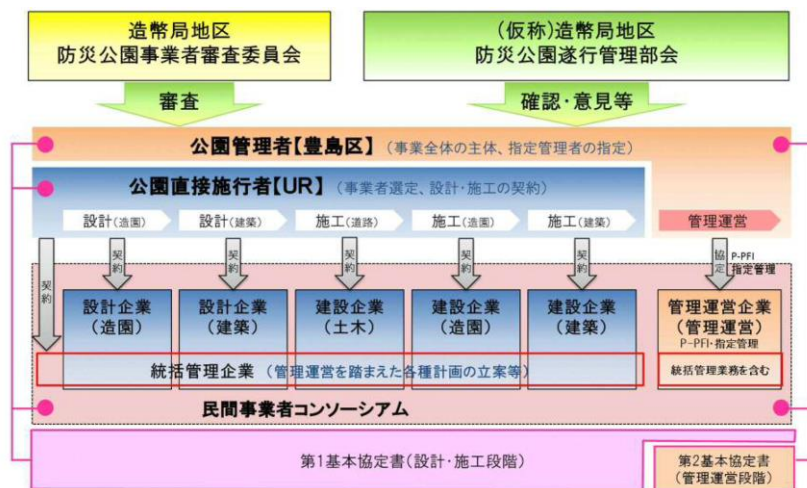 造幣局地区
防災公園事業者審査委員会
(仮称)造幣局地区
防災公園遂行管理部会
審査
確認・意見等
公園管理者【豊島区】(事業全体の主体、指定管理者の指定)
公園直接施行者【UR】(事業者選定、設計・施工の契約)
設計(造園)
設計(建築)
施工(道路)
施工(造園)
施工(建築)
管理運営
契約
契約
契約
契約
契約
契約
協定
P-PFI
指定管理
設計企業
(造園)
設計企業
(建築)
建設企業
(土木)
建設企業
(造園)
建設企業
(建築)
管理運営企業
(管理運営)
P-PFI・指定管理
統括管理企業 (管理運営を踏まえた各種計画の立案等)
統括管理業務を含む
民間事業者コンソーシアム
第1基本協定書(設計・施工段階)
第2基本協定書
(管理運営段階)